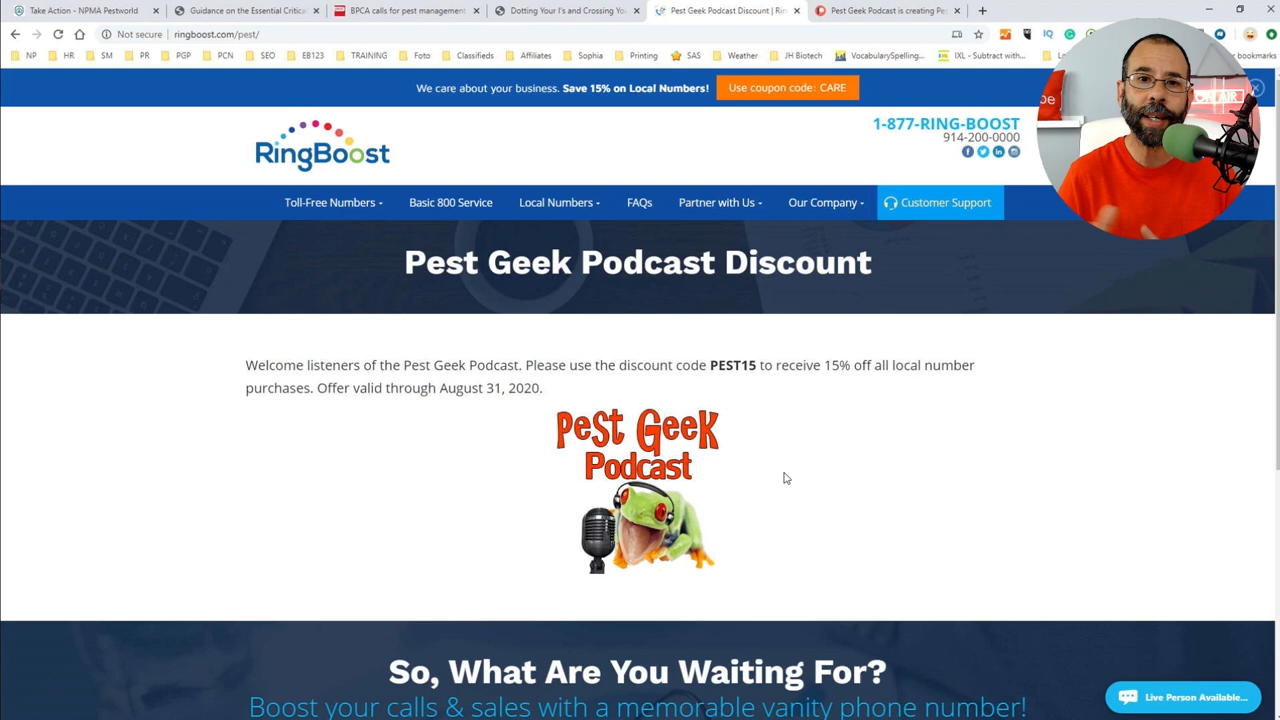 Take Action - NPMA Pestworld
Guidance on the Essential Critica
BPCA calls for pest management
Dotting Your I's and Crossing Yo
Pest Geek Podcast Discount | Rin
Pest Geek Podcast is creating Pes
Not secure | ringboost.com/pest/
NP HR SM PR PGP PCN SEO EB123 TRAINING Foto Classifieds Affiliates Sophia Printing SAS Weather JH Biotech VocabularySpelling... IXL - Subtract with... bookmarks
We care about your business. Save 15% on Local Numbers! Use coupon code: CARE
ON AIR
RingBoost
1-877-RING-BOOST
914-200-0000
Toll-Free Numbers Basic 800 Service Local Numbers FAQs Partner with Us Our Company Customer Support
Pest Geek Podcast Discount
Welcome listeners of the Pest Geek Podcast. Please use the discount code PEST15 to receive 15% off all local number
purchases. Offer valid through August 31, 2020.
Pest Geek
Podcast
So, What Are You Waiting For?
Boost your calls & sales with a memorable vanity phone number!
Live Person Available...